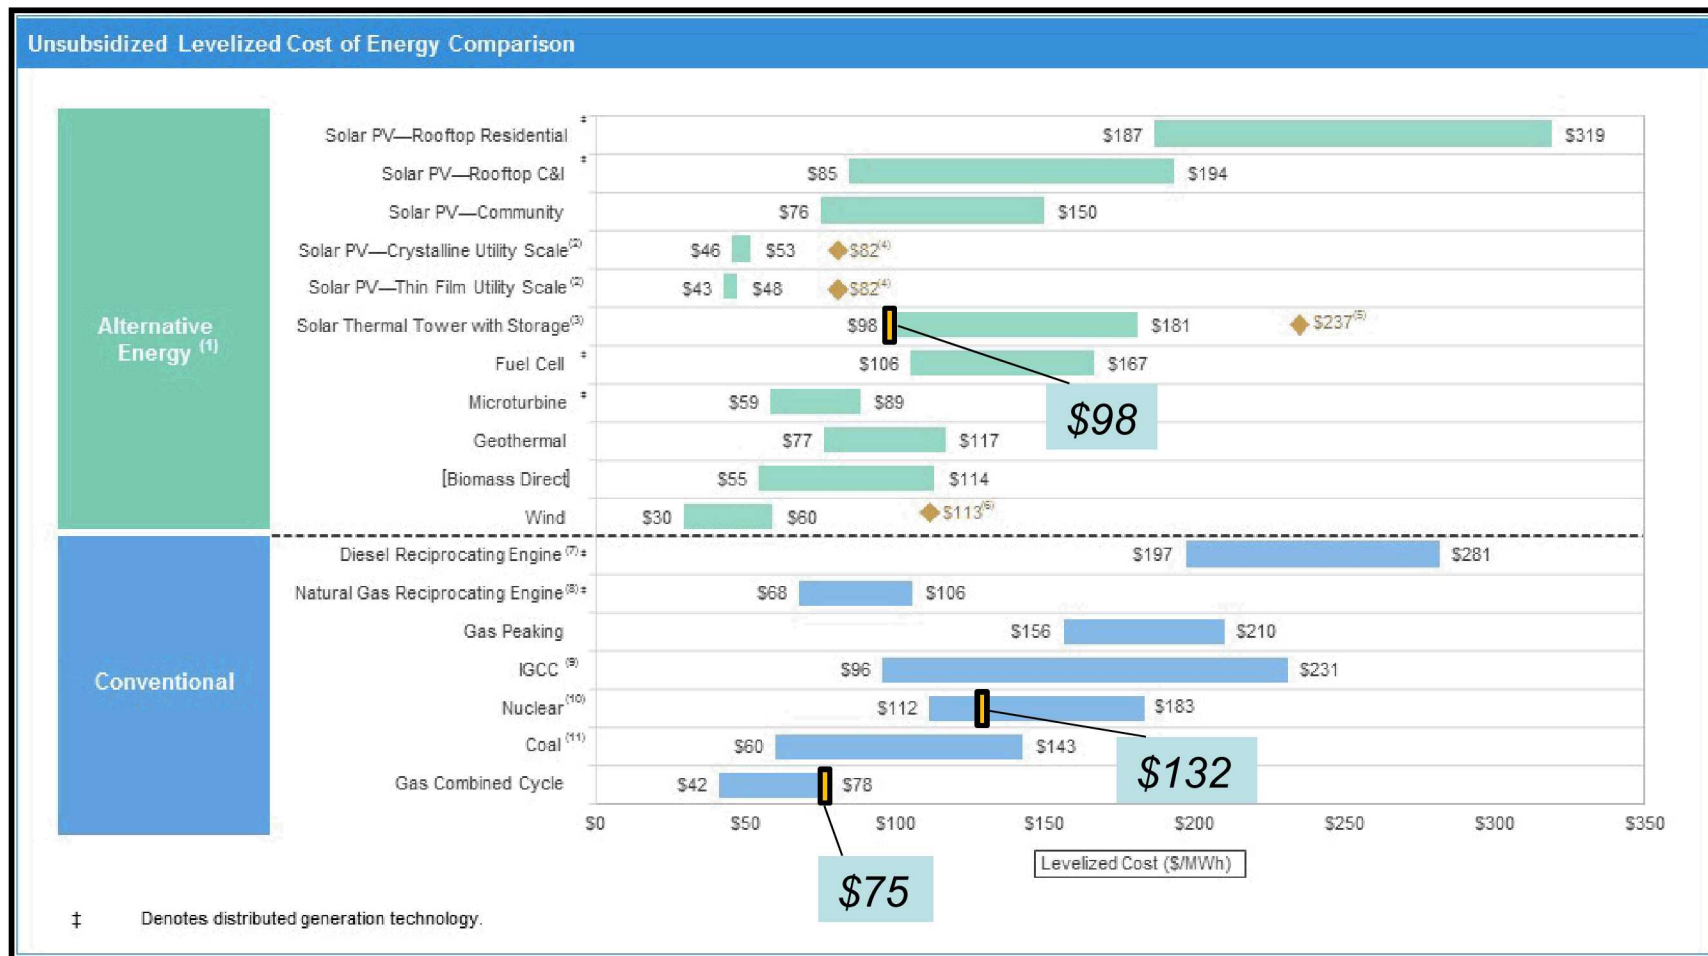 Unsubsidized Levelized Cost of Energy Comparison
Alternative
Energy (1)
Solar PV—Rooftop Residential ‡ $187 $319
Solar PV—Rooftop C&I ‡ $85 $194
Solar PV—Community $76 $150
Solar PV—Crystalline Utility Scale(2) $46 $53 $82(4)
Solar PV—Thin Film Utility Scale(2) $43 $48 $82(4)
Solar Thermal Tower with Storage(3) $98 $181 $237(5)
Fuel Cell ‡ $106 $167
Microturbine ‡ $59 $89
$98
Geothermal $77 $117
[Biomass Direct] $55 $114
Wind $30 $60 $113(6)
Conventional
Diesel Reciprocating Engine (7)‡ $197 $281
Natural Gas Reciprocating Engine(8)‡ $68 $106
Gas Peaking $156 $210
IGCC (9) $96 $231
Nuclear(10) $112 $183
Coal (11) $60 $143
$132
Gas Combined Cycle $42 $78
$0 $50 $100 $150 $200 $250 $300 $350
Levelized Cost ($/MWh)
$75
‡ Denotes distributed generation technology.